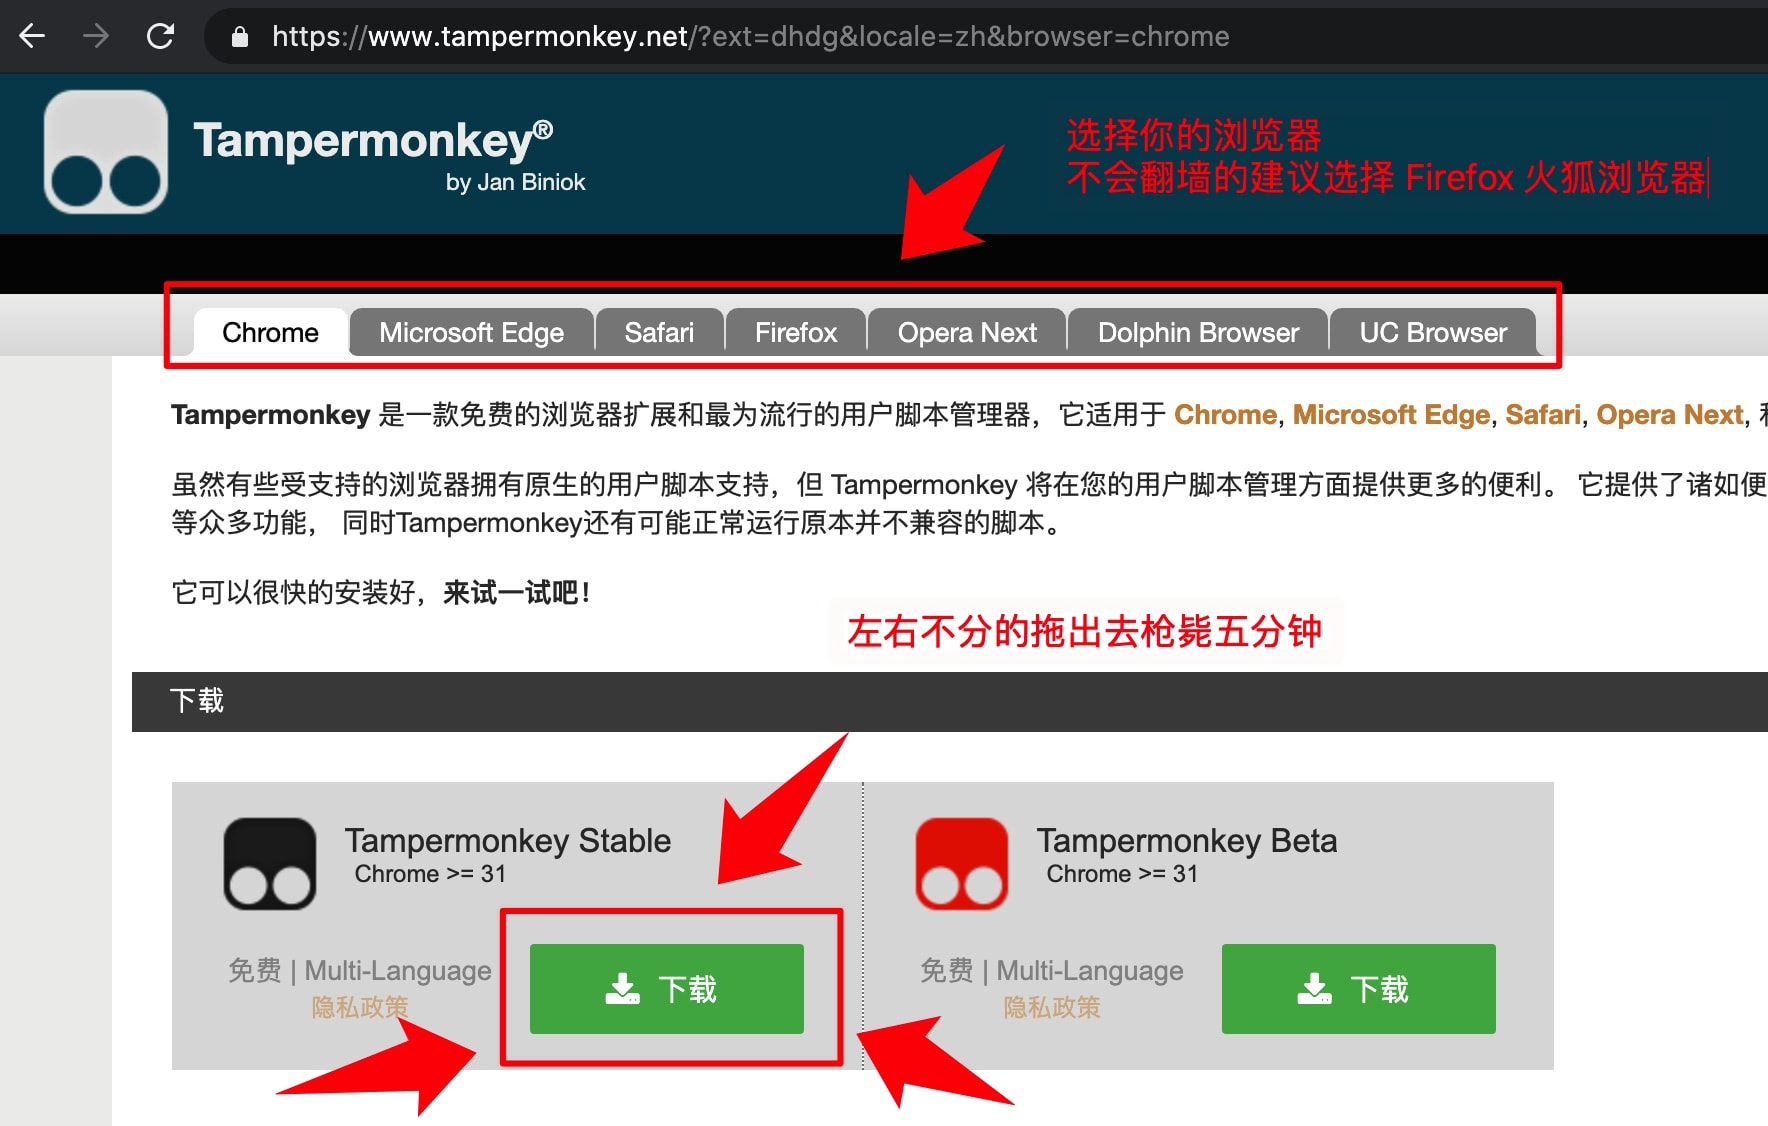 https://www.tampermonkey.net/?ext=dhdg&locale=zh&browser=chrome
Tampermonkey®
by Jan Biniok
选择你的浏览器
不会翻墙的建议选择 Firefox 火狐浏览器
Chrome
Microsoft Edge
Safari
Firefox
Opera Next
Dolphin Browser
UC Browser
Tampermonkey 是一款免费的浏览器扩展和最为流行的用户脚本管理器，它适用于 Chrome, Microsoft Edge, Safari, Opera Next,
虽然有些受支持的浏览器拥有原生的用户脚本支持，但 Tampermonkey 将在您的用户脚本管理方面提供更多的便利。 它提供了诸如便
等众多功能， 同时Tampermonkey还有可能正常运行原本并不兼容的脚本。
它可以很快的安装好，来试一试吧！
左右不分的拖出去枪毙五分钟
下载
Tampermonkey Stable
Chrome >= 31
免费 | Multi-Language
隐私政策
下载
Tampermonkey Beta
Chrome >= 31
免费 | Multi-Language
隐私政策
下载